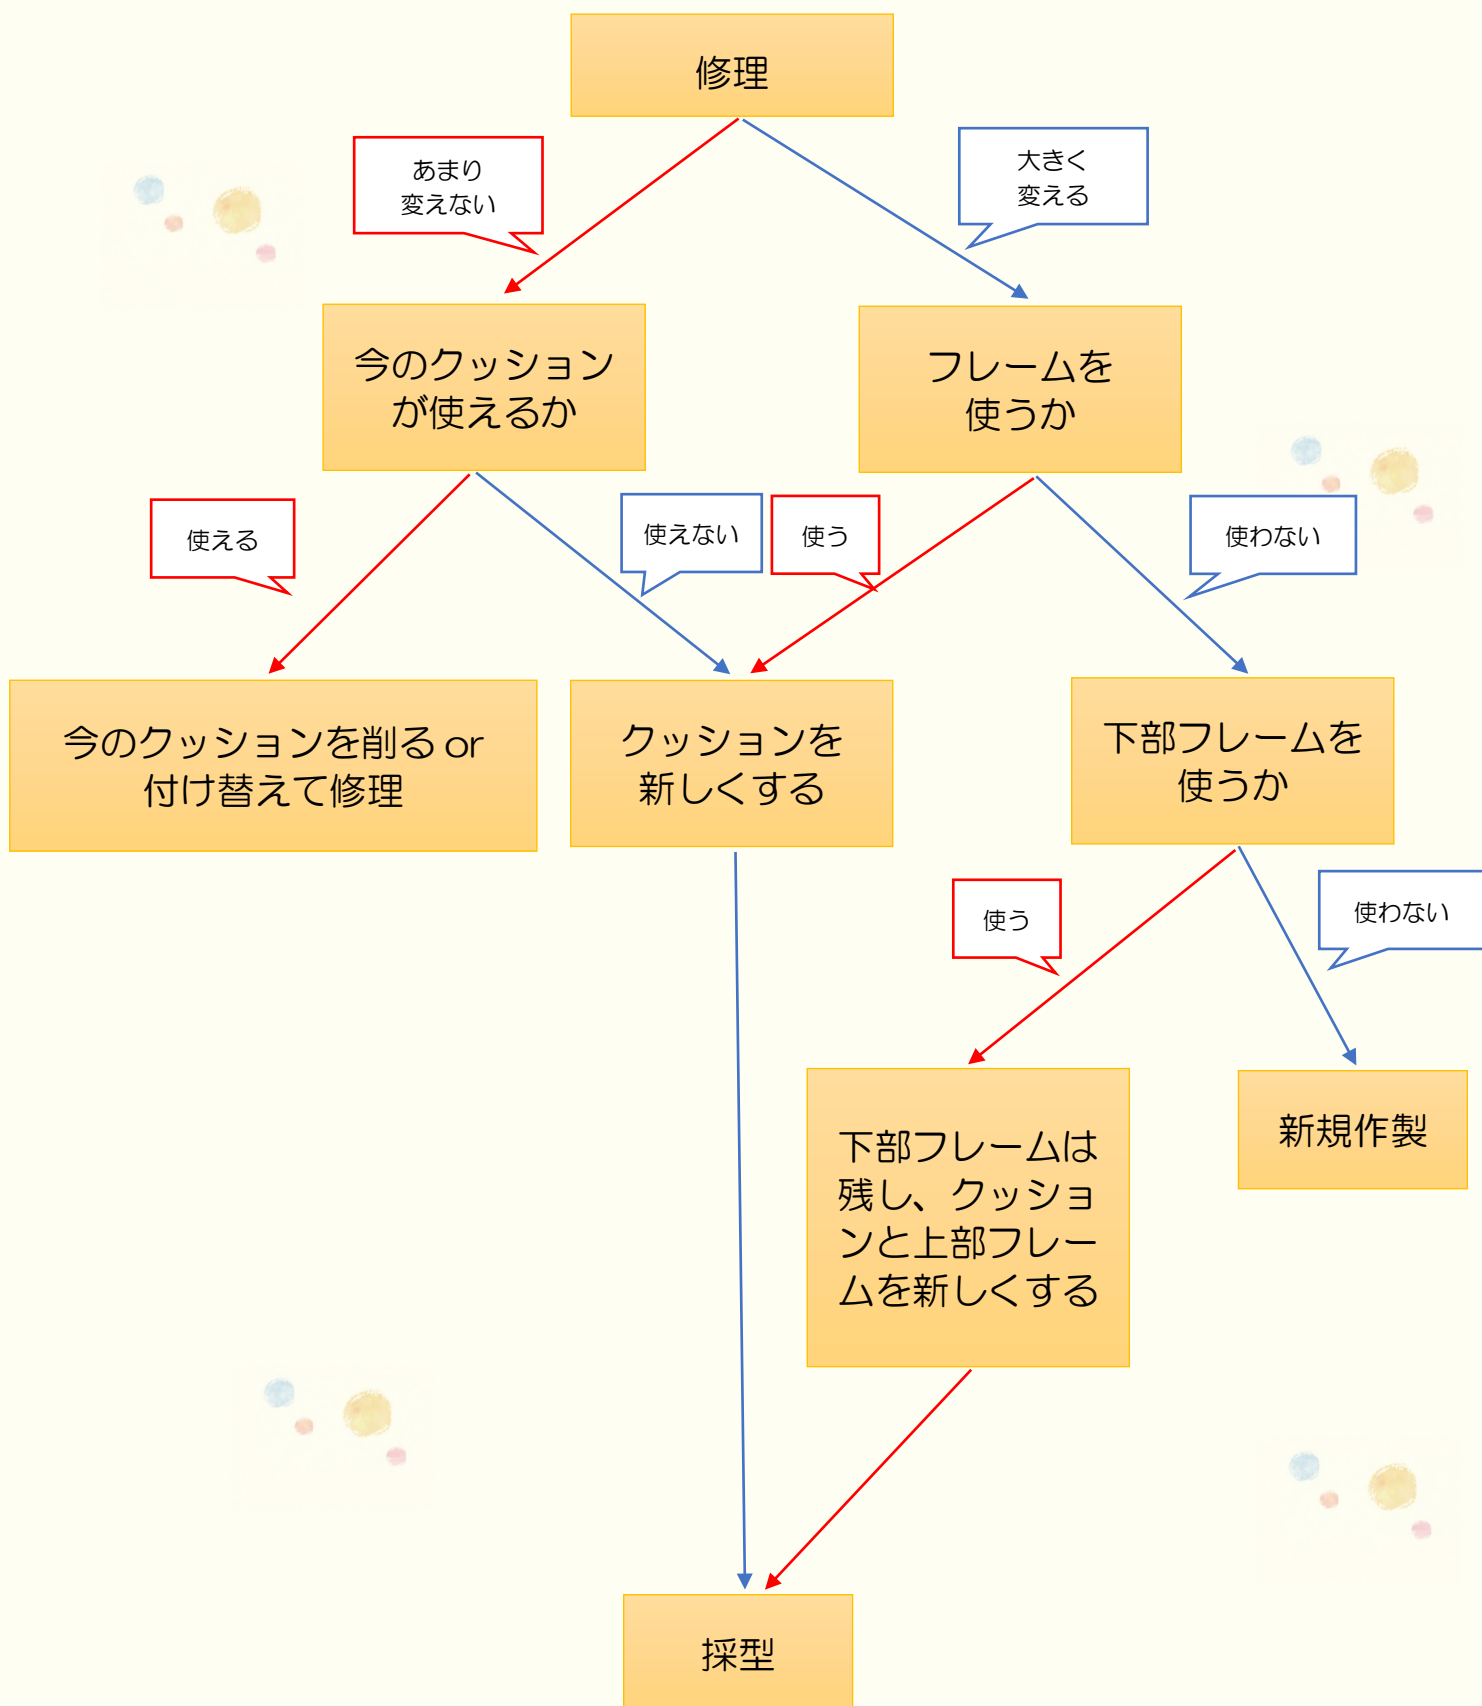 修理
あまり
変えない
大きく
変える
今のクッション
が使えるか
フレームを
使うか
使える
使えない
使う
使わない
今のクッションを削る or
付け替えて修理
クッションを
新しくする
下部フレームを
使うか
使う
使わない
下部フレームは
残し、クッショ
ンと上部フレー
ムを新しくする
新規作製
採型